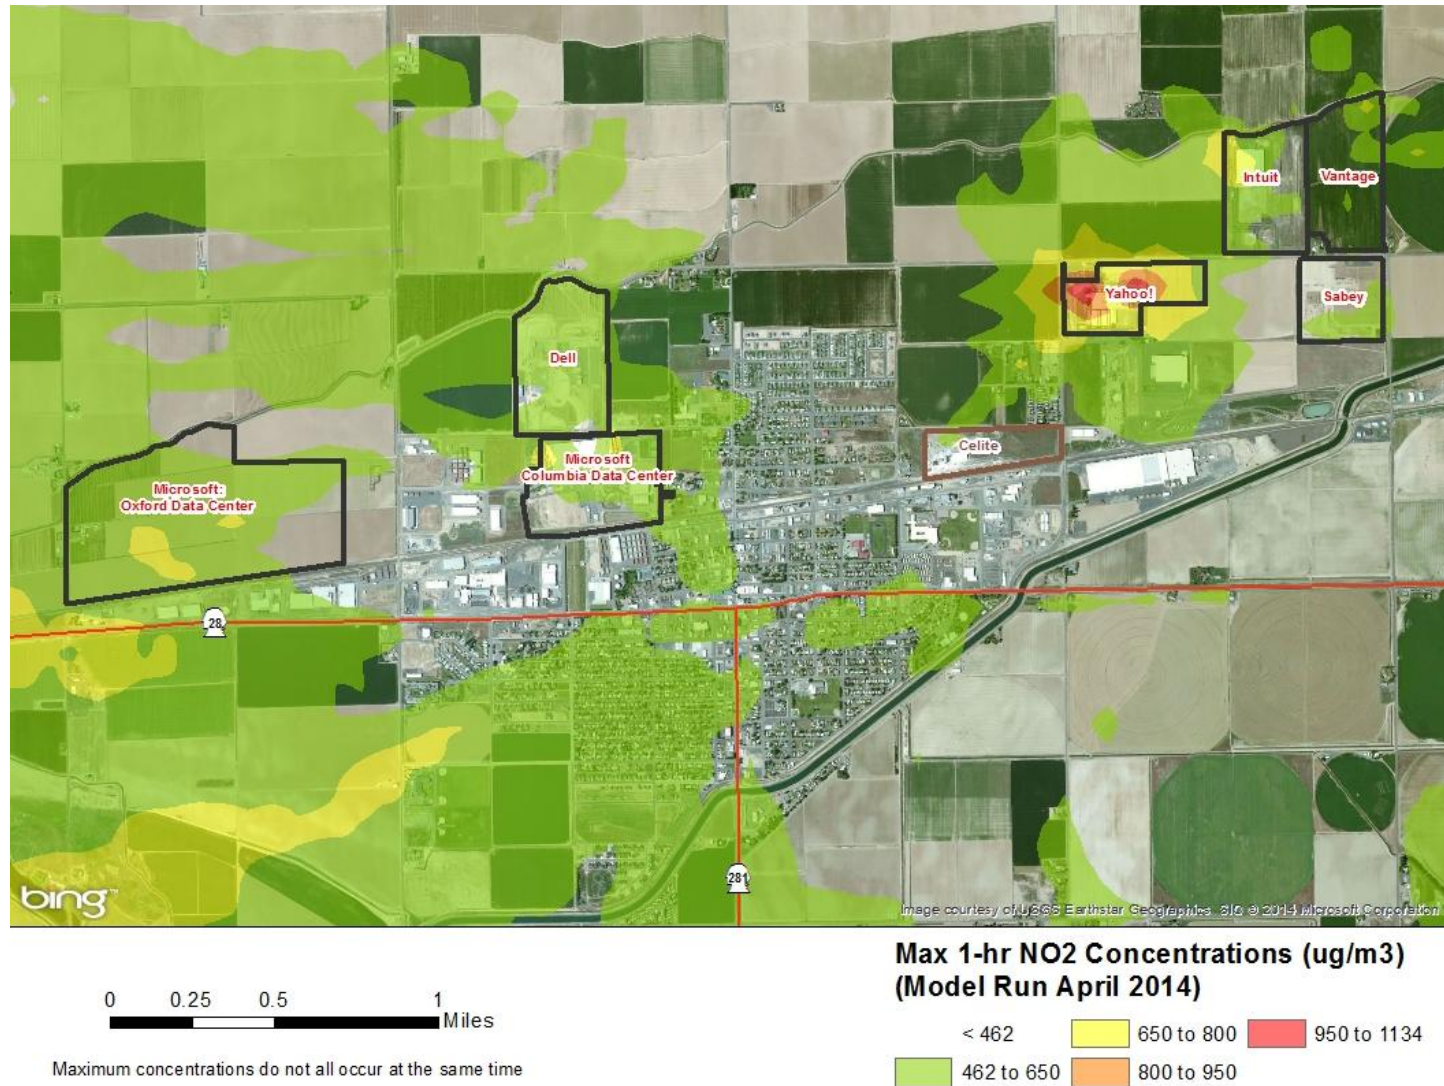 Intuit
Vantage
Yahoo!
Sabey
Dell
Celite
Microsoft
Columbia Data Center
Microsoft:
Oxford Data Center
28
281
bing™
Image courtesy of USGS Earthstar Geographics SIO © 2014 Microsoft Corporation
Max 1-hr NO2 Concentrations (ug/m3)
(Model Run April 2014)
0 0.25 0.5 1
Miles
< 462 650 to 800 950 to 1134
462 to 650 800 to 950
Maximum concentrations do not all occur at the same time